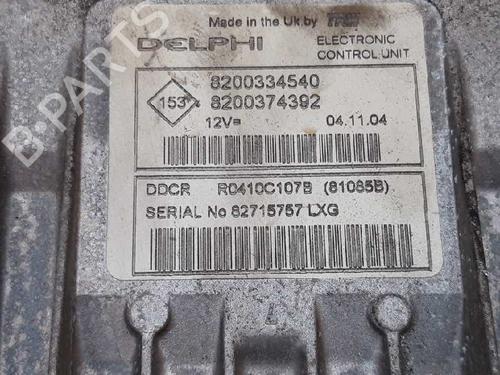 Made in the Uk by TRW
DELPHI
ELECTRONIC
CONTROL UNIT
8200334540
153
8200374392
12V=
04.11.04
DDCR R0410C107B (81085B)
SERIAL No 82715757 LXG
B-PARTS